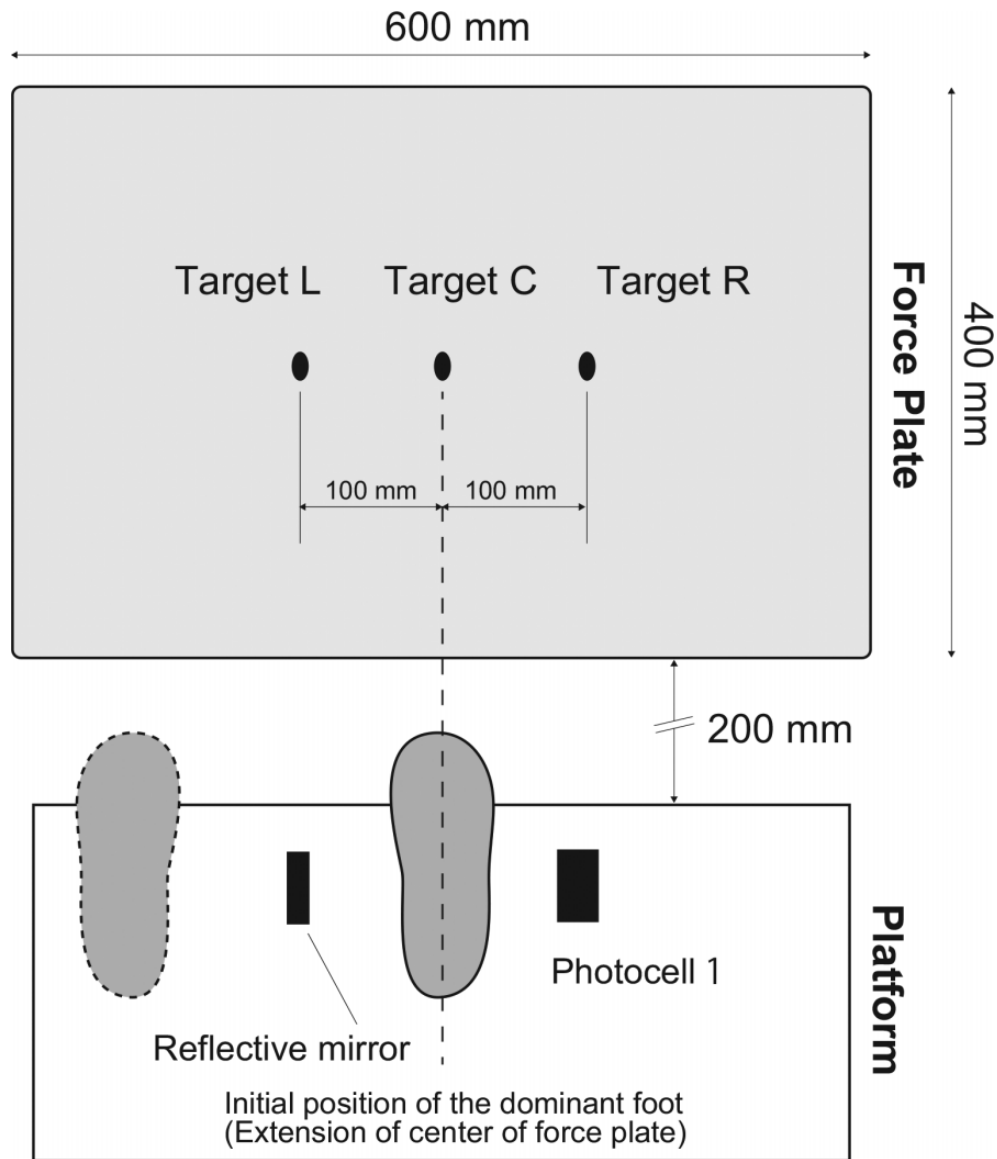 600 mm
Target L
Target C
Target R
Force Plate
400 mm
100 mm
100 mm
200 mm
Platform
Photocell 1
Reflective mirror
Initial position of the dominant foot
(Extension of center of force plate)